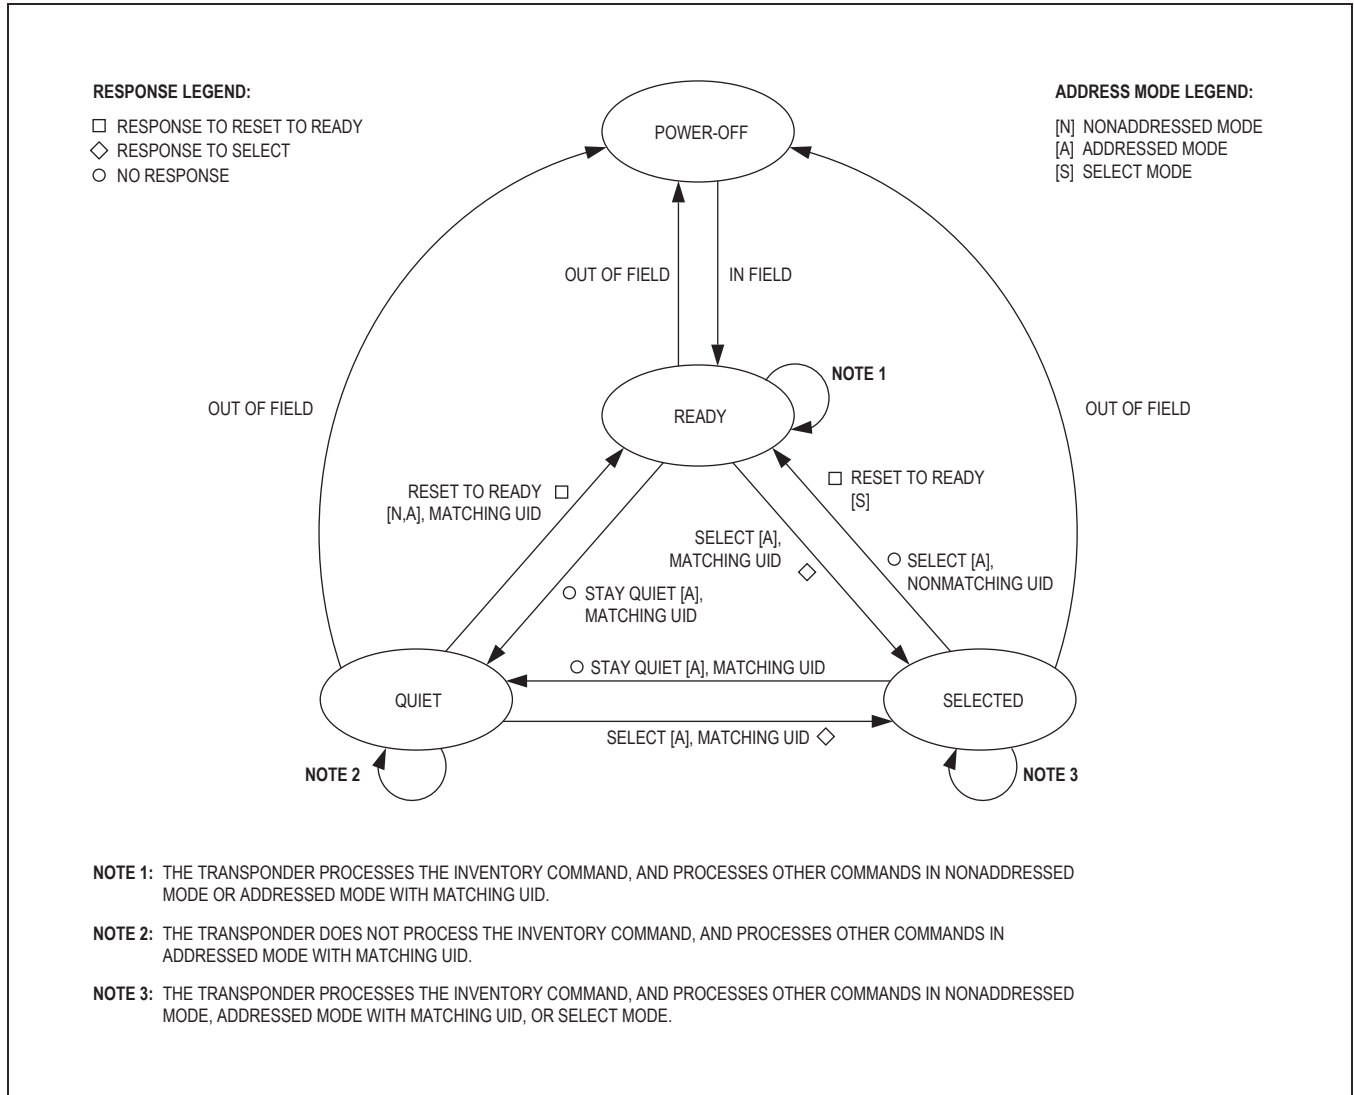 RESPONSE LEGEND:
RESPONSE TO RESET TO READY
RESPONSE TO SELECT
NO RESPONSE
ADDRESS MODE LEGEND:
[N] NONADDRESSED MODE
[A] ADDRESSED MODE
[S] SELECT MODE
POWER-OFF
OUT OF FIELD
IN FIELD
NOTE 1
OUT OF FIELD
OUT OF FIELD
READY
RESET TO READY
[N,A], MATCHING UID
RESET TO READY
[S]
SELECT [A],
MATCHING UID
SELECT [A],
NONMATCHING UID
STAY QUIET [A],
MATCHING UID
STAY QUIET [A], MATCHING UID
QUIET
SELECTED
SELECT [A], MATCHING UID
NOTE 2
NOTE 3
NOTE 1: THE TRANSPONDER PROCESSES THE INVENTORY COMMAND, AND PROCESSES OTHER COMMANDS IN NONADDRESSED
MODE OR ADDRESSED MODE WITH MATCHING UID.
NOTE 2: THE TRANSPONDER DOES NOT PROCESS THE INVENTORY COMMAND, AND PROCESSES OTHER COMMANDS IN
ADDRESSED MODE WITH MATCHING UID.
NOTE 3: THE TRANSPONDER PROCESSES THE INVENTORY COMMAND, AND PROCESSES OTHER COMMANDS IN NONADDRESSED
MODE, ADDRESSED MODE WITH MATCHING UID, OR SELECT MODE.